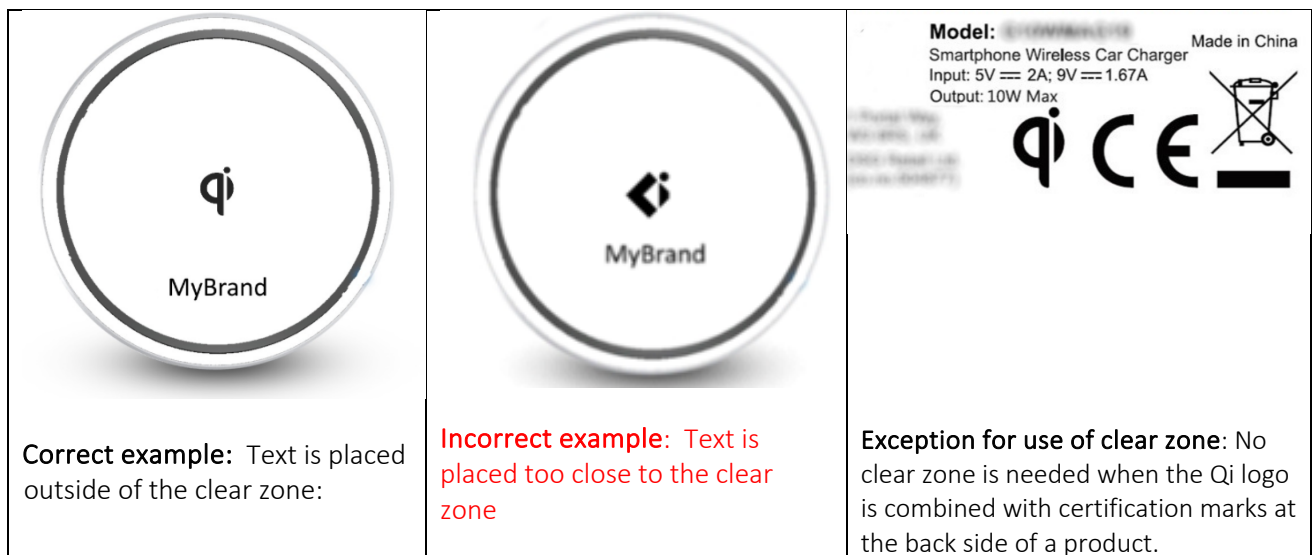 qi
MyBrand
Correct example: Text is placed
outside of the clear zone:
MyBrand
Incorrect example: Text is
placed too close to the clear
zone
Model:
Made in China
Smartphone Wireless Car Charger
Input: 5V ⎓ 2A; 9V ⎓ 1.67A
Output: 10W Max
qi CE
Exception for use of clear zone: No
clear zone is needed when the Qi logo
is combined with certification marks at
the back side of a product.